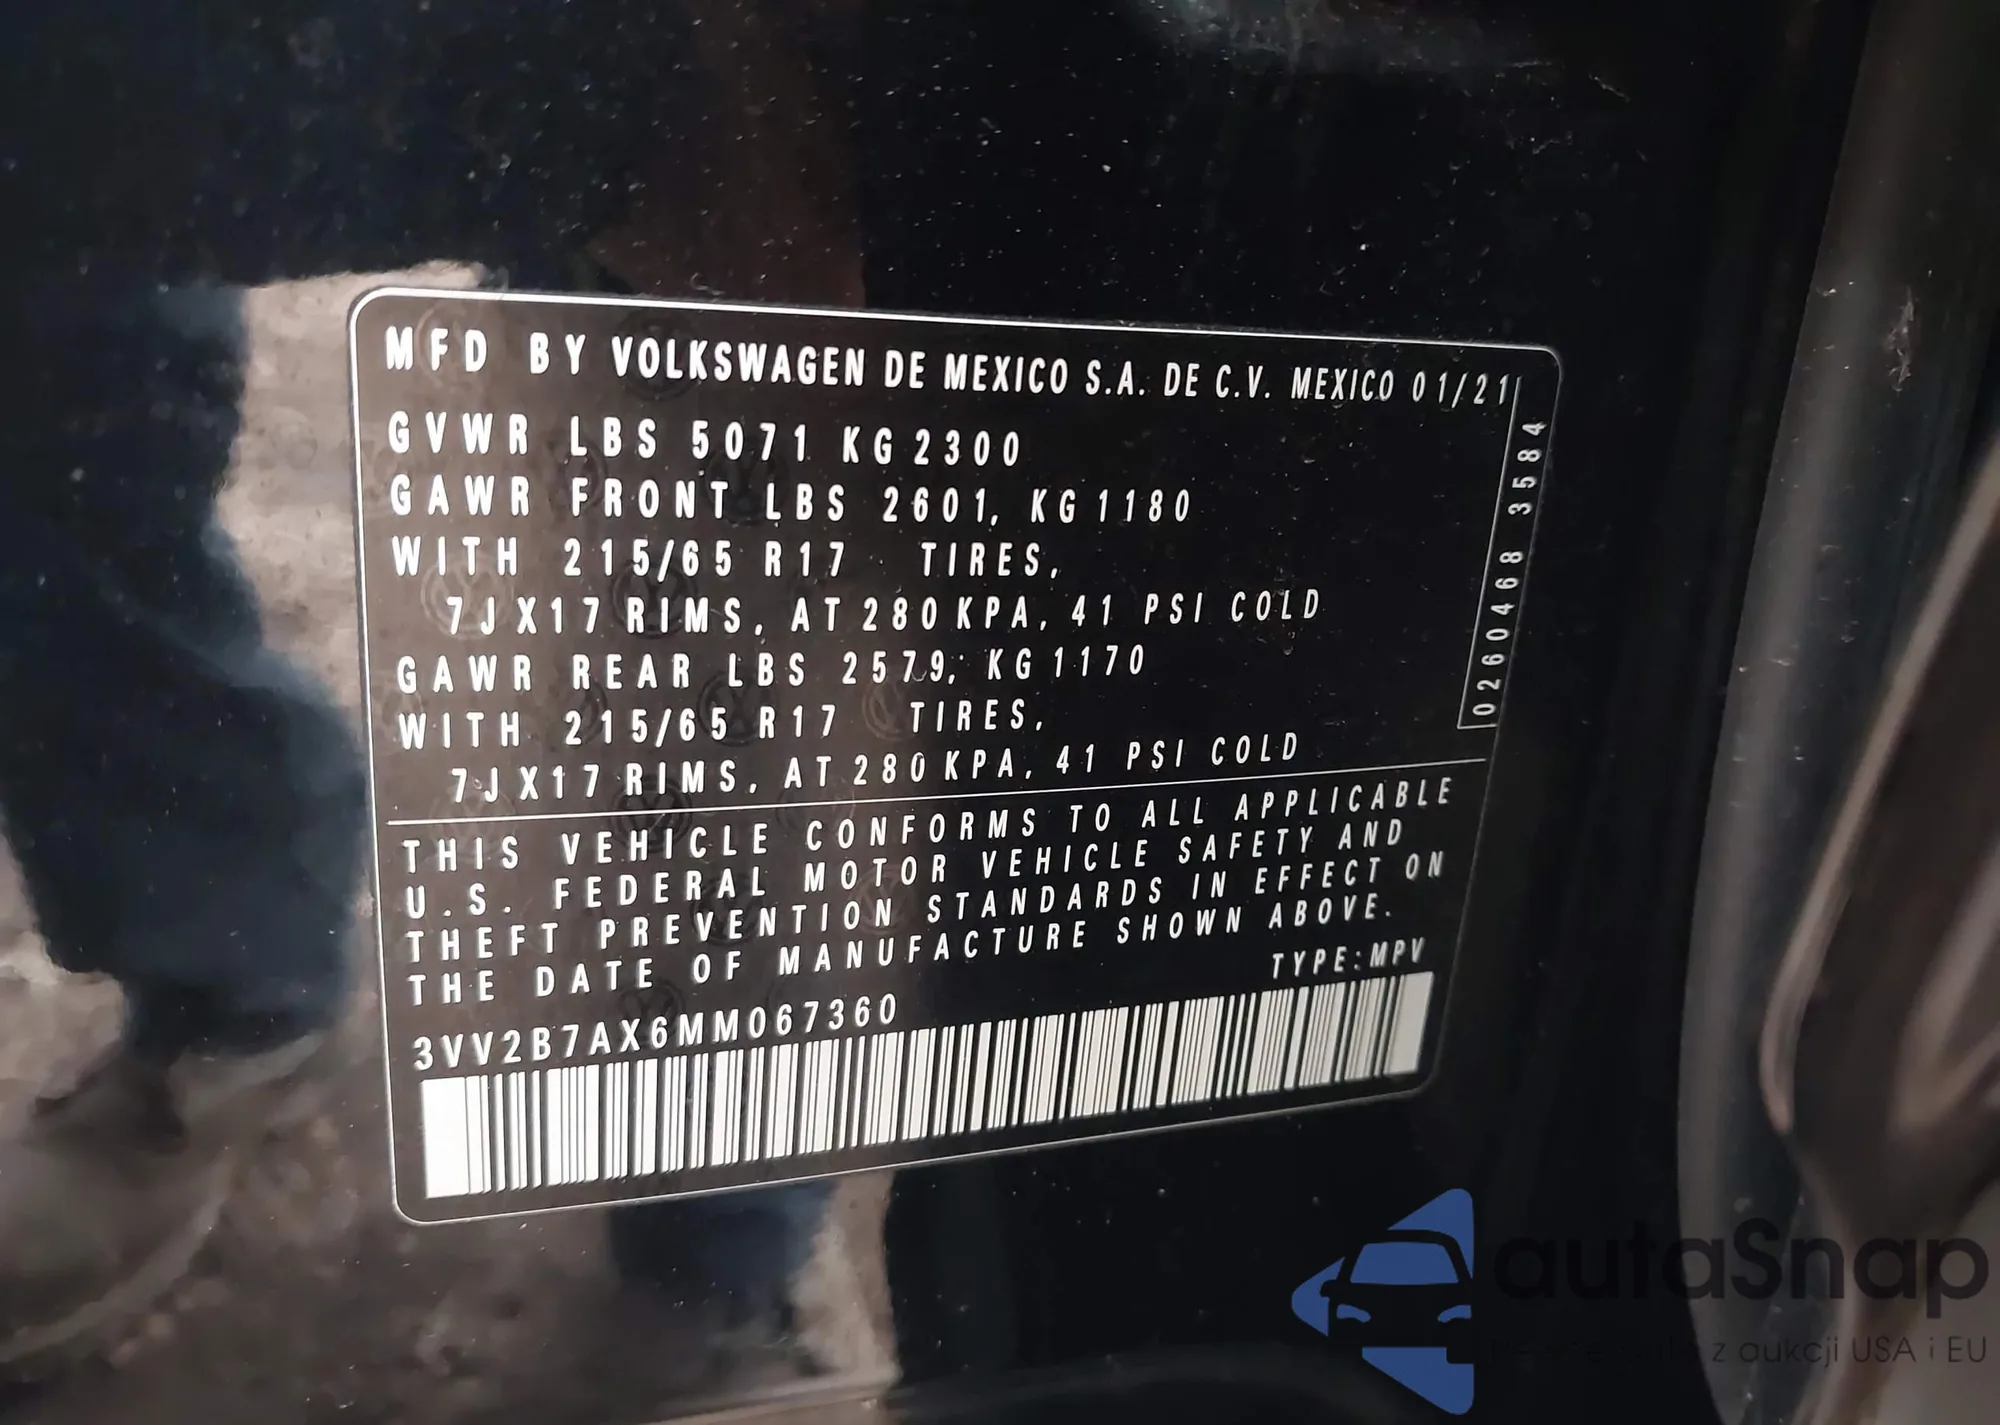 MFD BY VOLKSWAGEN DE MEXICO S.A. DE C.V. MEXICO 01/21
GVWR LBS 5071 KG 2300
GAWR FRONT LBS 2601, KG 1180
WITH 215/65 R17 TIRES,
7JX17 RIMS, AT 280 KPA, 41 PSI COLD
GAWR REAR LBS 2579, KG 1170
WITH 215/65 R17 TIRES,
7JX17 RIMS, AT 280 KPA, 41 PSI COLD
0260468 3584
THIS VEHICLE CONFORMS TO ALL APPLICABLE
U.S. FEDERAL MOTOR VEHICLE SAFETY AND
THEFT PREVENTION STANDARDS IN EFFECT ON
THE DATE OF MANUFACTURE SHOWN ABOVE.
TYPE:MPV
3VV2B7AX6MM067360
autaSnap
z aukcji USA i EU